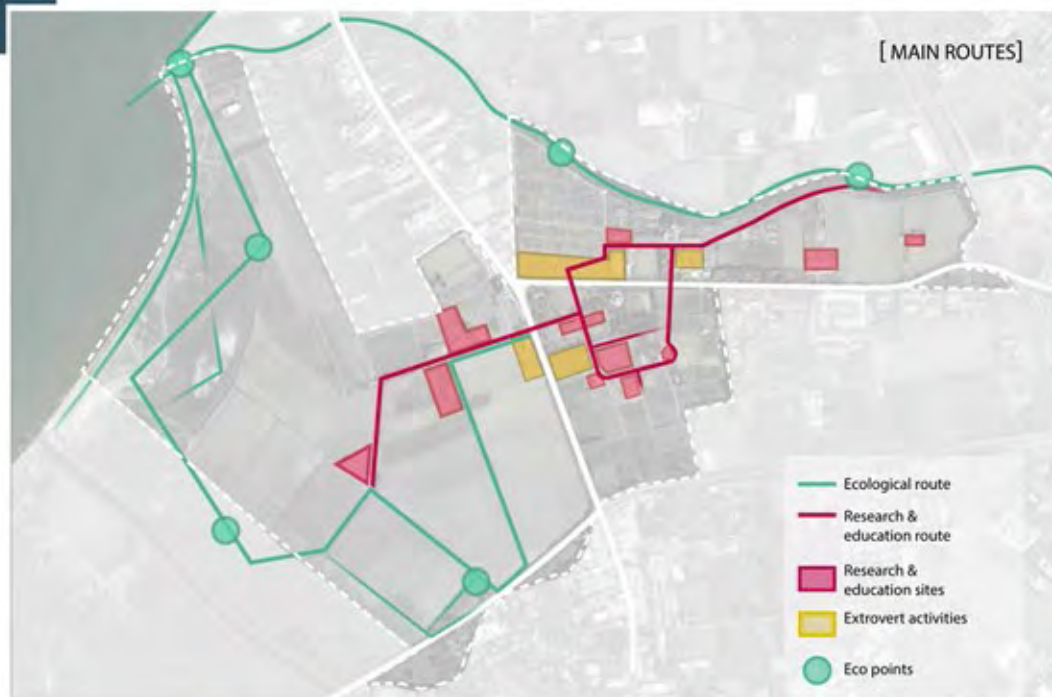 [ MAIN ROUTES]
Ecological route
Research &
education route
Research &
education sites
Extrovert activities
Eco points